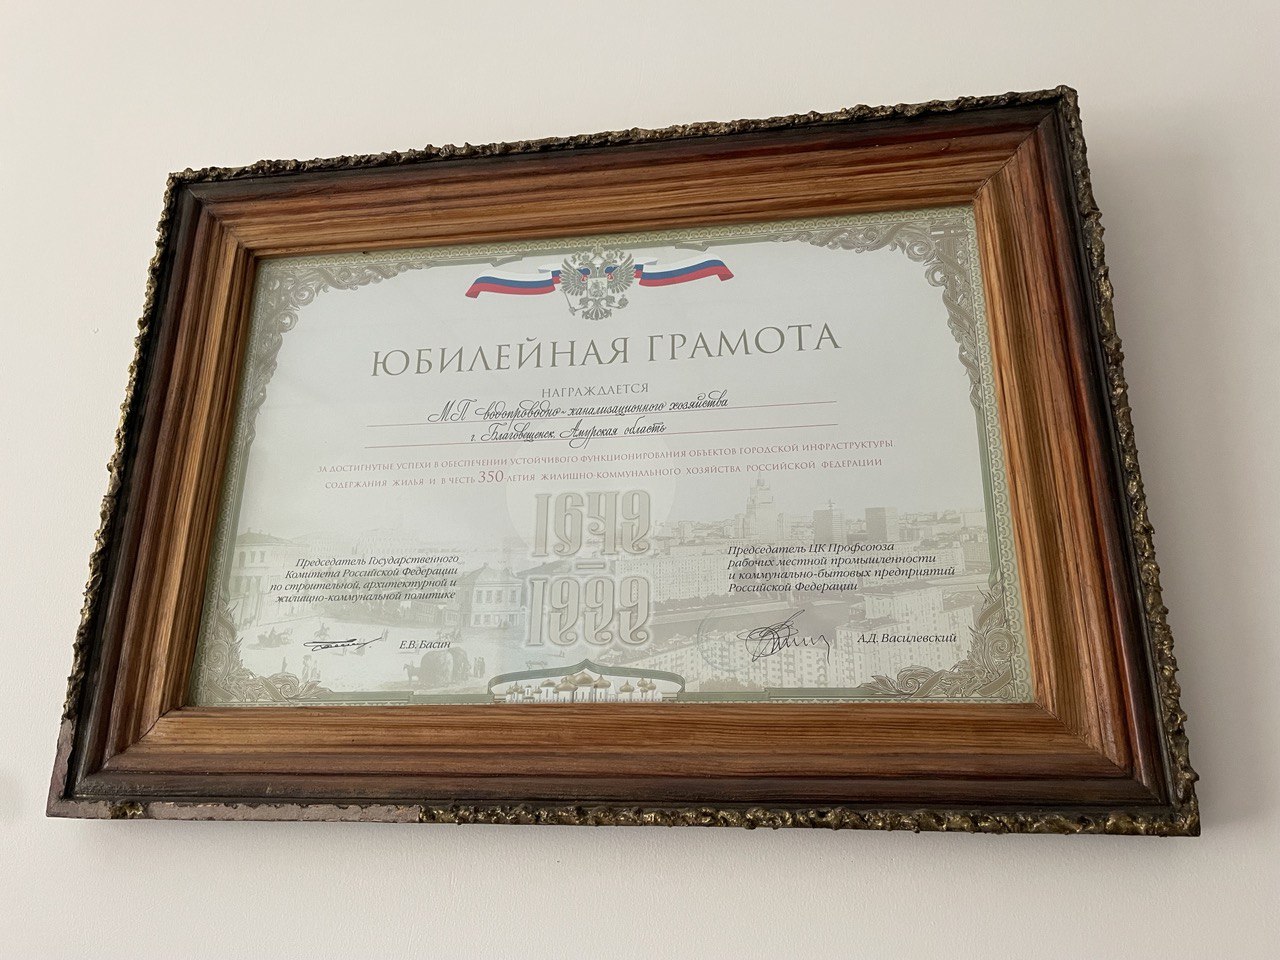 ЮБИЛЕЙНАЯ ГРАМОТА
НАГРАЖДАЕТСЯ
МП водопроводно-канализационного хозяйства
г. Благовещенск, Амурская область
ЗА ДОСТИГНУТЫЕ УСПЕХИ В ОБЕСПЕЧЕНИИ УСТОЙЧИВОГО ФУНКЦИОНИРОВАНИЯ ОБЪЕКТОВ ГОРОДСКОЙ ИНФРАСТРУКТУРЫ
СОДЕРЖАНИЯ ЖИЛЬЯ И В ЧЕСТЬ 350-ЛЕТИЯ ЖИЛИЩНО-КОММУНАЛЬНОГО ХОЗЯЙСТВА РОССИЙСКОЙ ФЕДЕРАЦИИ
1649
–
1999
Председатель Государственного
Комитета Российской Федерации
по строительной, архитектурной и
жилищно-коммунальной политике
Е.В. Басин
Председатель ЦК Профсоюза
рабочих местной промышленности
и коммунально-бытовых предприятий
Российской Федерации
А.Д. Василевский